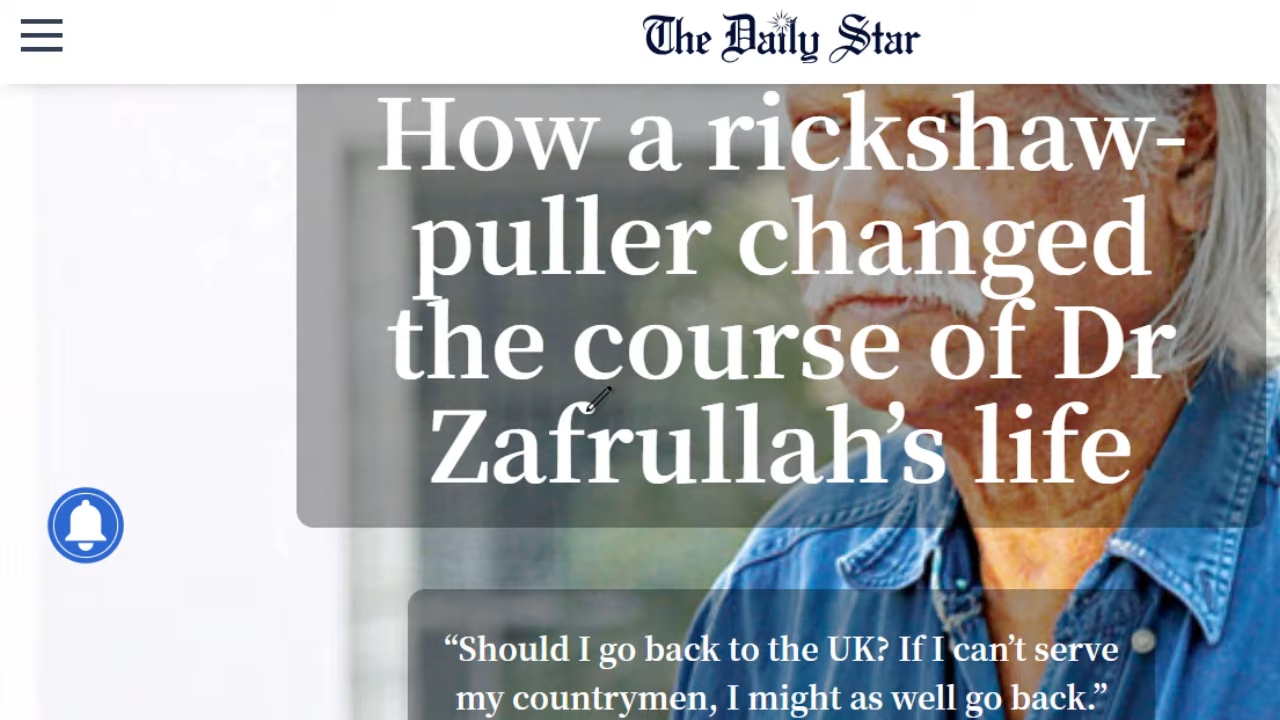 The Daily Star
How a rickshaw-
puller changed
the course of Dr
Zafrullah’s life
“Should I go back to the UK? If I can’t serve
my countrymen, I might as well go back.”